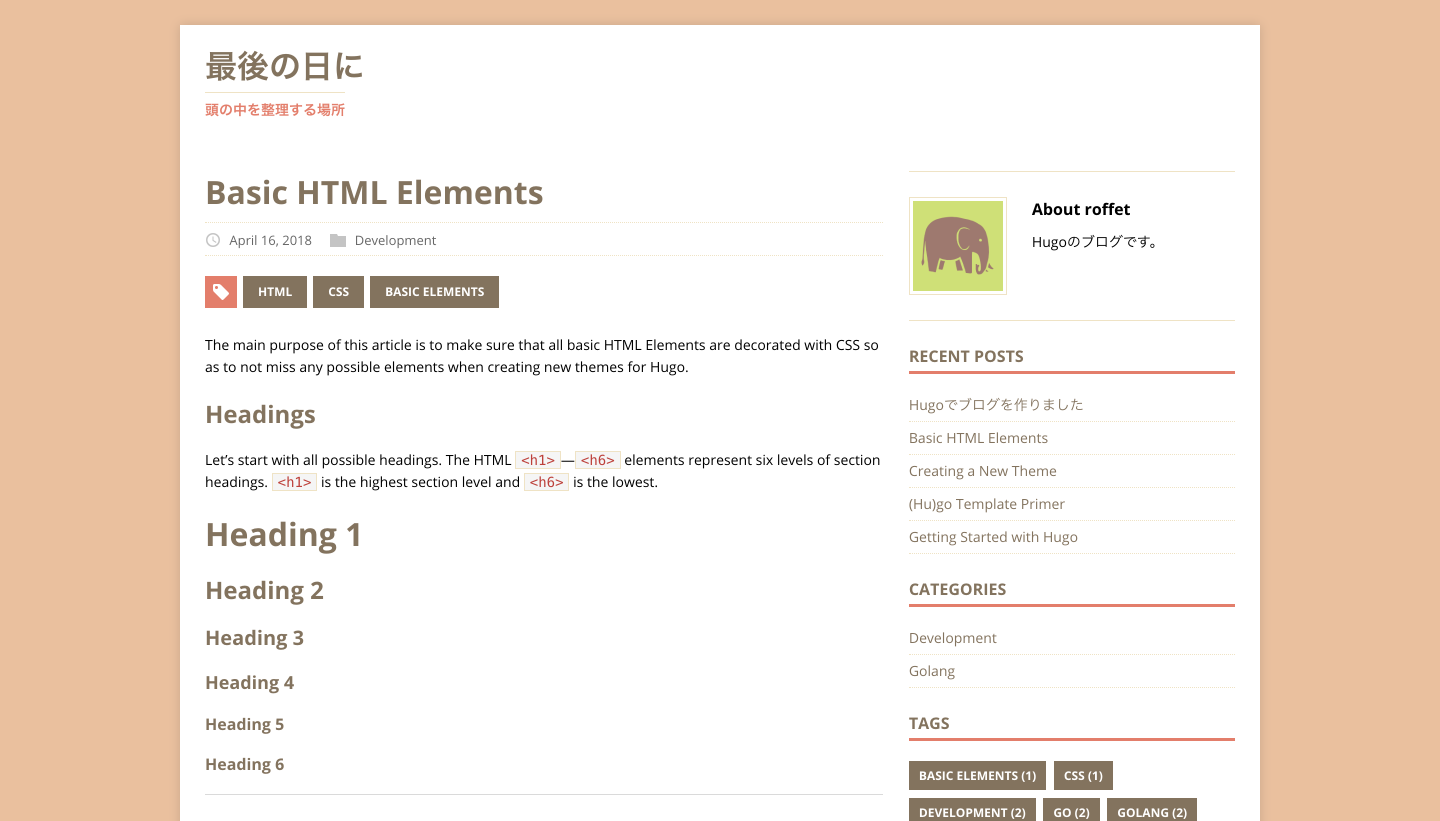 最後の日に
頭の中を整理する場所
Basic HTML Elements
April 16, 2018 Development
HTML CSS BASIC ELEMENTS
The main purpose of this article is to make sure that all basic HTML Elements are decorated with CSS so
as to not miss any possible elements when creating new themes for Hugo.
Headings
Let’s start with all possible headings. The HTML <h1>—<h6> elements represent six levels of section
headings. <h1> is the highest section level and <h6> is the lowest.
Heading 1
Heading 2
Heading 3
Heading 4
Heading 5
Heading 6
About roffet
Hugoのブログです。
RECENT POSTS
Hugoでブログを作りました
Basic HTML Elements
Creating a New Theme
(Hu)go Template Primer
Getting Started with Hugo
CATEGORIES
Development
Golang
TAGS
BASIC ELEMENTS (1) CSS (1)
DEVELOPMENT (2) GO (2) GOLANG (2)